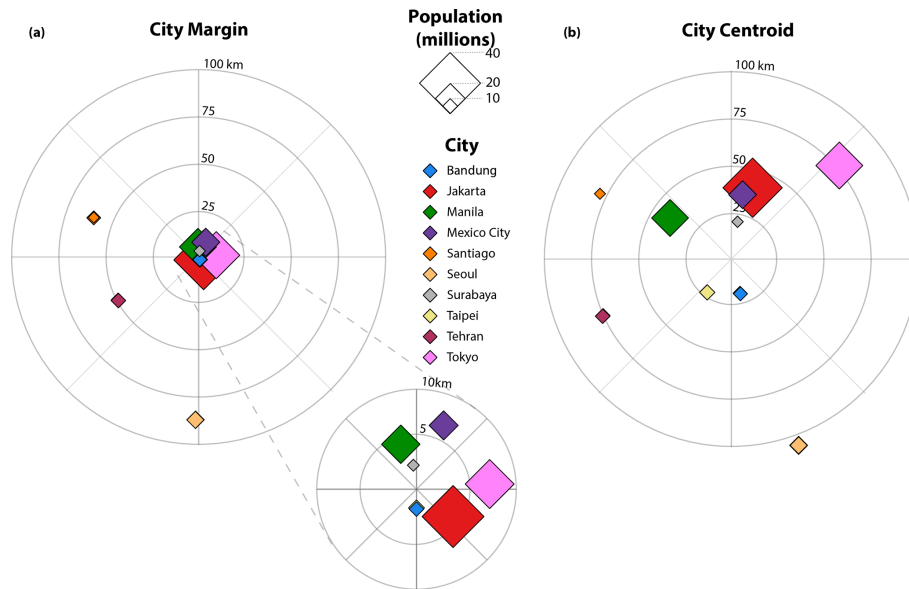 (a)
City Margin
100 km
75
50
25
Population
(millions)
40
20
10
City
Bandung
Jakarta
Manila
Mexico City
Santiago
Seoul
Surabaya
Taipei
Tehran
Tokyo
10km
5
(b)
City Centroid
100 km
75
50
25